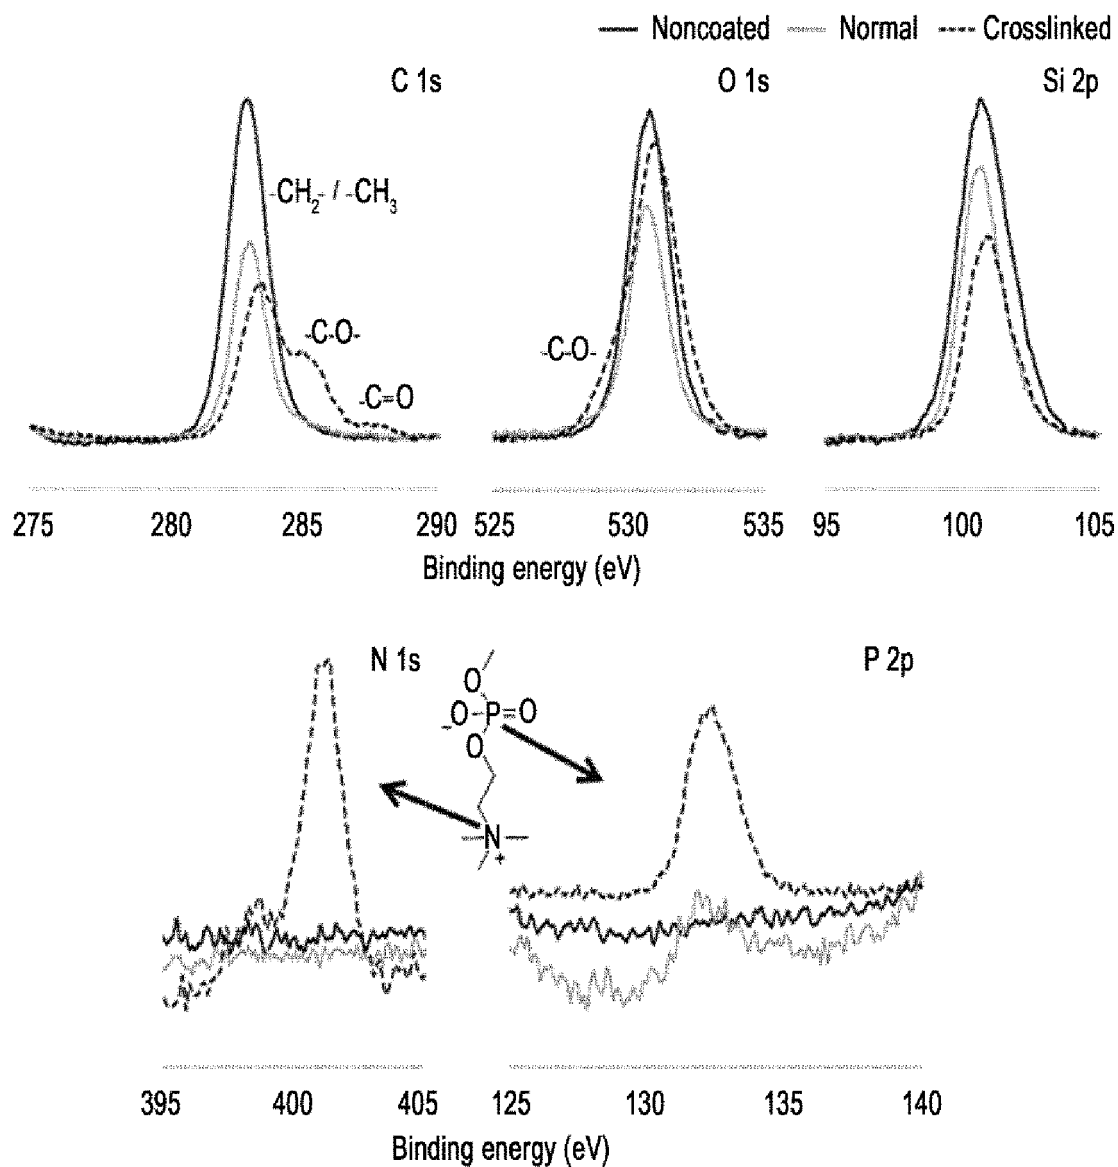 Noncoated Normal Crosslinked
C 1s O 1s Si 2p
-CH2- / -CH3
-C-O-
-C=O
-C-O-
275 280 285 290 525 530 535 95 100 105
Binding energy (eV)
N 1s P 2p
O
O-P=O
-
O
N
+
395 400 405 125 130 135 140
Binding energy (eV)